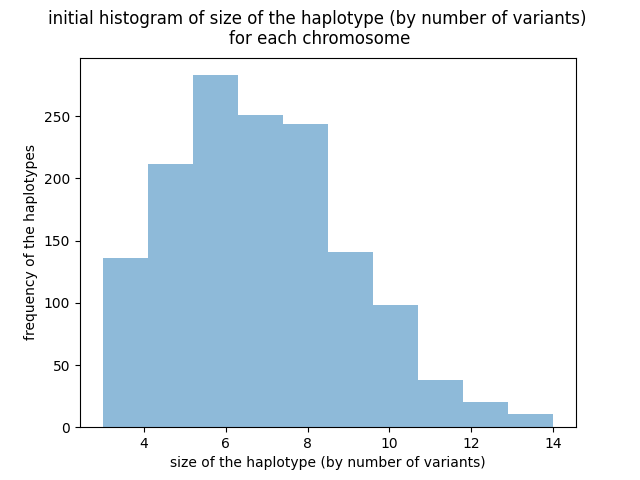 initial histogram of size of the haplotype (by number of variants)
for each chromosome
frequency of the haplotypes
250
200
150
100
50
0
4 6 8 10 12 14
size of the haplotype (by number of variants)